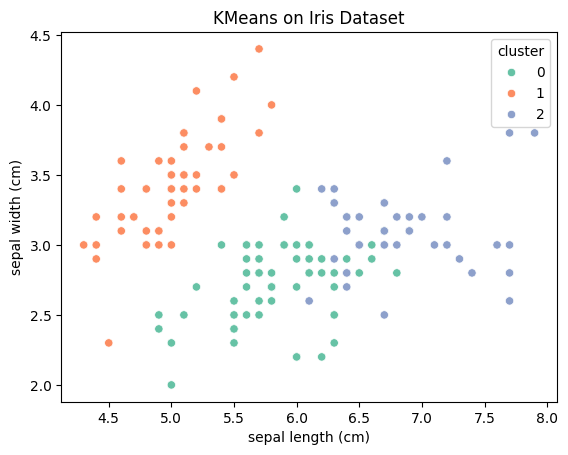 KMeans on Iris Dataset
4.5
4.0
3.5
3.0
2.5
2.0
sepal width (cm)
cluster
0
1
2
4.5 5.0 5.5 6.0 6.5 7.0 7.5 8.0
sepal length (cm)